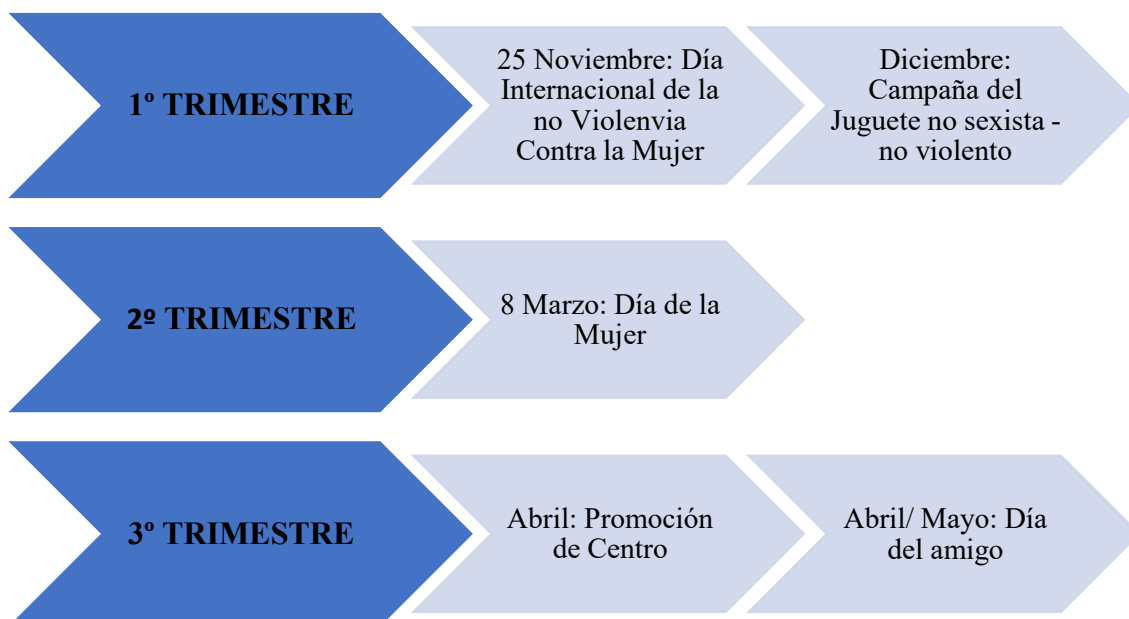 1º TRIMESTRE
25 Noviembre: Día
Internacional de la
no Violenvia
Contra la Mujer
Diciembre:
Campaña del
Juguete no sexista -
no violento
2º TRIMESTRE
8 Marzo: Día de la
Mujer
3º TRIMESTRE
Abril: Promoción
de Centro
Abril/ Mayo: Día
del amigo